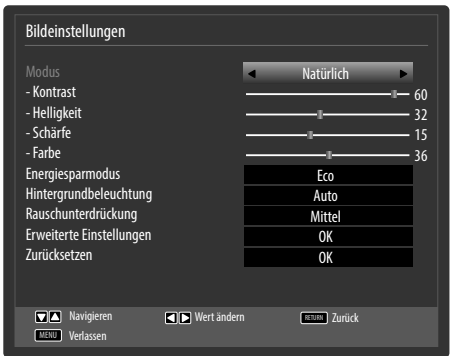 Bildeinstellungen
Modus Natürlich
- Kontrast 60
- Helligkeit 32
- Schärfe 15
- Farbe 36
Energiesparmodus Eco
Hintergrundbeleuchtung Auto
Rauschunterdrückung Mittel
Erweiterte Einstellungen OK
Zurücksetzen OK
Navigieren Wert ändern RETURN Zurück
MENU Verlassen